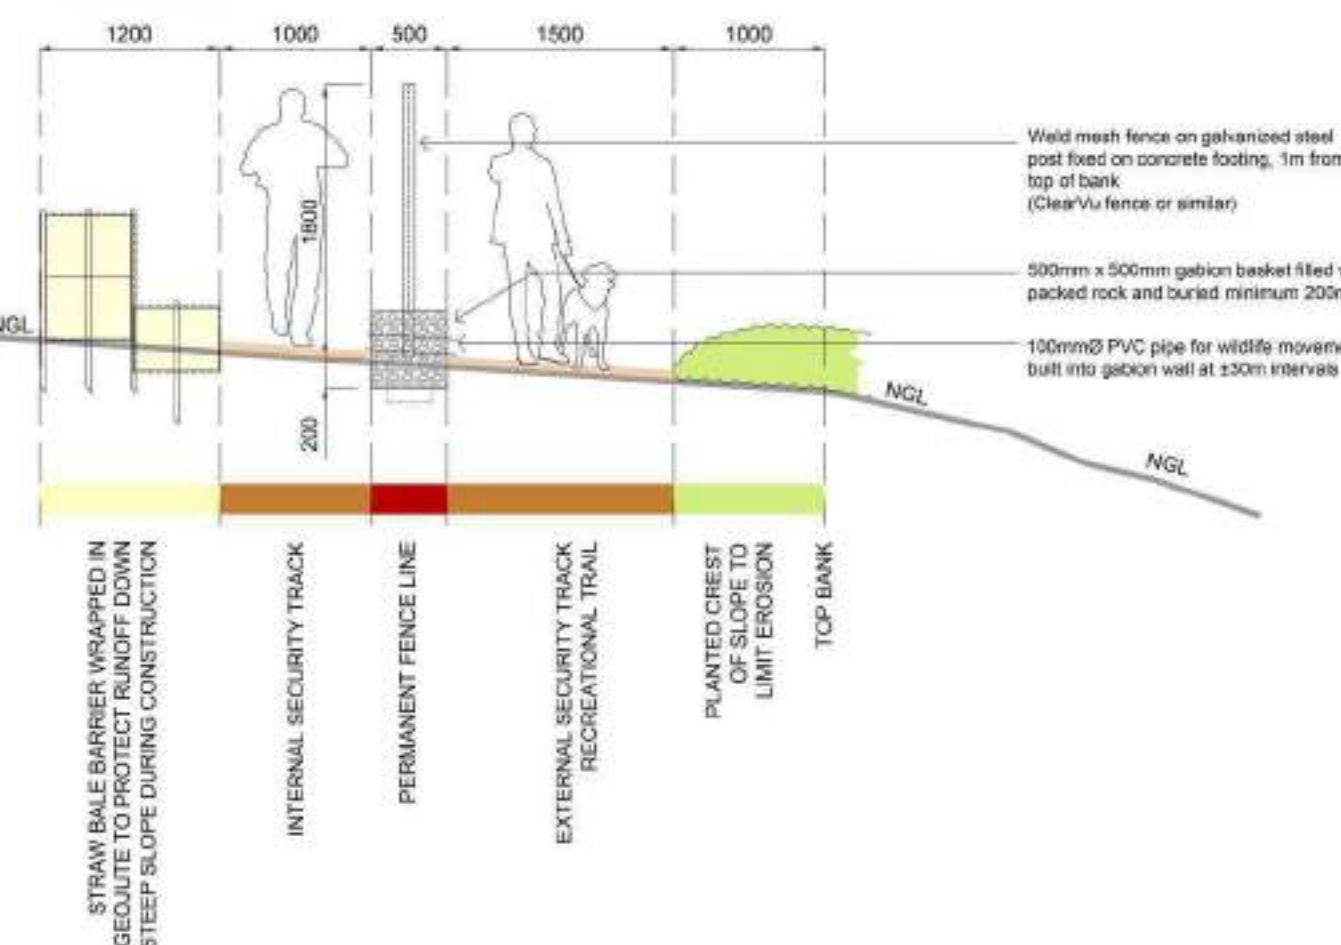 1200
1000
500
1500
1000
Weld mesh fence on galvanized steel
post fixed on concrete footing, 1m from
top of bank
(ClearVu fence or similar)
1800
500mm x 500mm gabion basket filled
packed rock and buried minimum
NGL
100mmØ PVC pipe for wildlife
built into gabion wall at ±30m intervals
NGL
200
NGL
STRAW BALE BARRIER WRAPPED IN
GEOJUTE TO PROTECT RUNOFF DOWN
STEEP SLOPE DURING CONSTRUCTION
INTERNAL SECURITY TRACK
PERMANENT FENCE LINE
EXTERNAL SECURITY TRACK
RECREATIONAL TRAIL
PLANTED CREST
OF SLOPE TO
LIMIT EROSION
TOP BANK